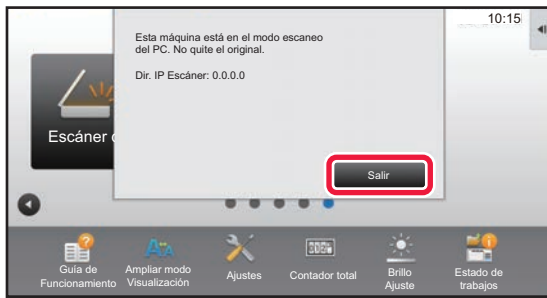 10:15
Esta máquina está en el modo escaneo
del PC. No quite el original.
Dir. IP Escáner: 0.0.0.0
Escáner
Salir
Guía de
Funcionamiento
Ampliar modo
Visualización
Ajustes
Contador total
Brillo
Ajuste
Estado de
trabajos